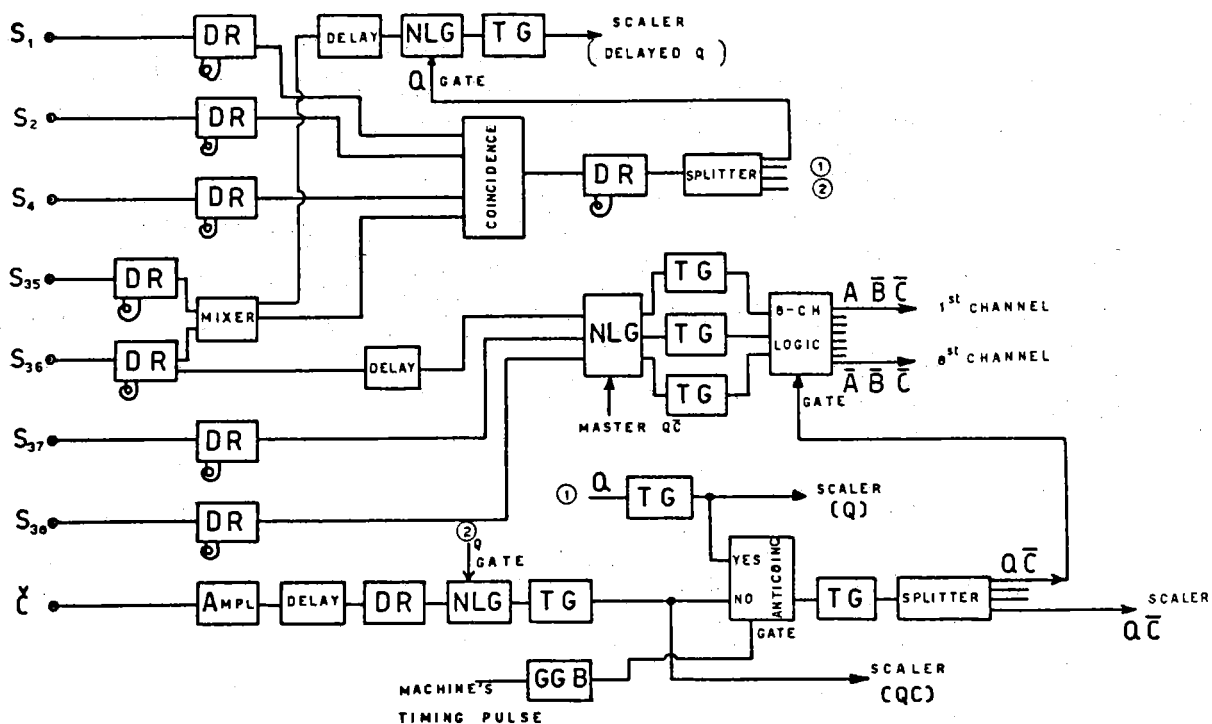 S₁
DR
DELAY
NLG
TG
SCALER
(DELAYED Q)
Q GATE
S₂
DR
COINCIDENCE
DR
SPLITTER
①
②
S₄
DR
S₃₅
DR
MIXER
S₃₆
DR
DELAY
NLG
MASTER QC̅
TG
TG
TG
8-CH
LOGIC
GATE
A B̅ C̅
1st CHANNEL
A̅ B̅ C̅
8st CHANNEL
S₃₇
DR
S₃₈
DR
① Q
TG
SCALER
(Q)
②
Q
GATE
Č
AMPL
DELAY
DR
NLG
TG
YES
NO
ANTICOINC
GATE
TG
SPLITTER
QC̅
SCALER
QC̅
MACHINE'S
TIMING PULSE
GGB
SCALER
(QC)